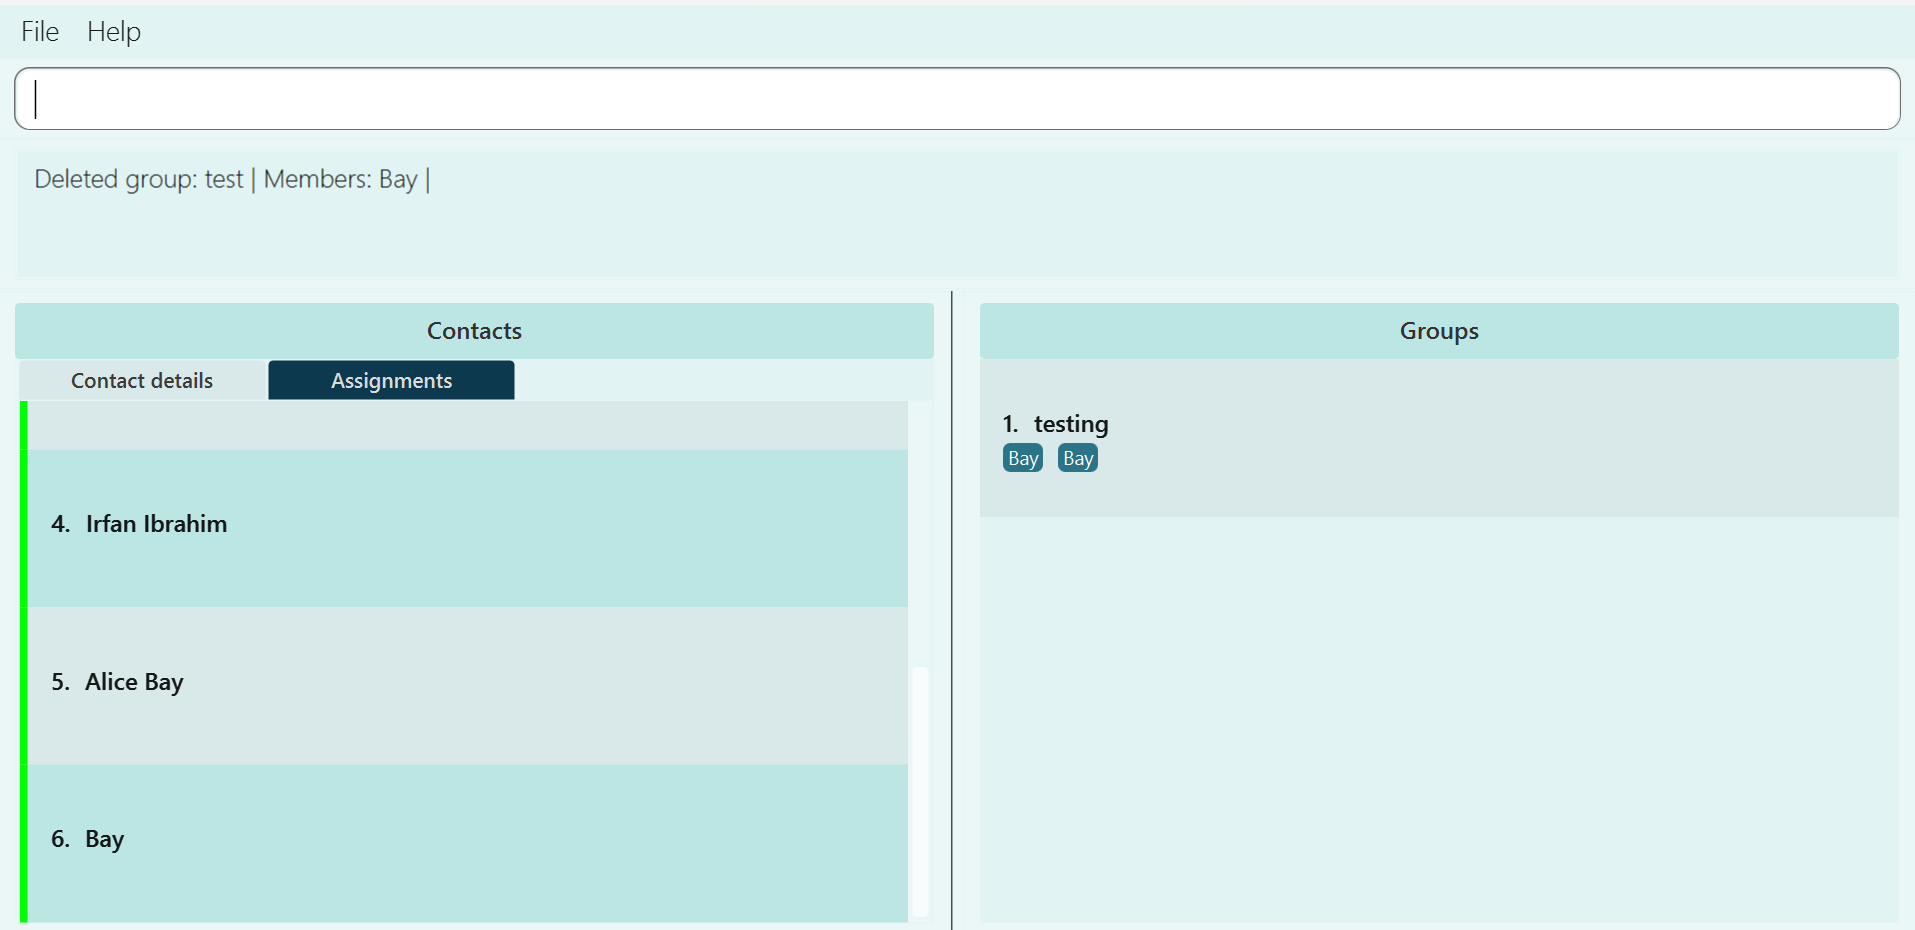 File Help
Deleted group: test | Members: Bay |
Contacts
Contact details Assignments
4. Irfan Ibrahim
5. Alice Bay
6. Bay
Groups
1. testing
Bay Bay